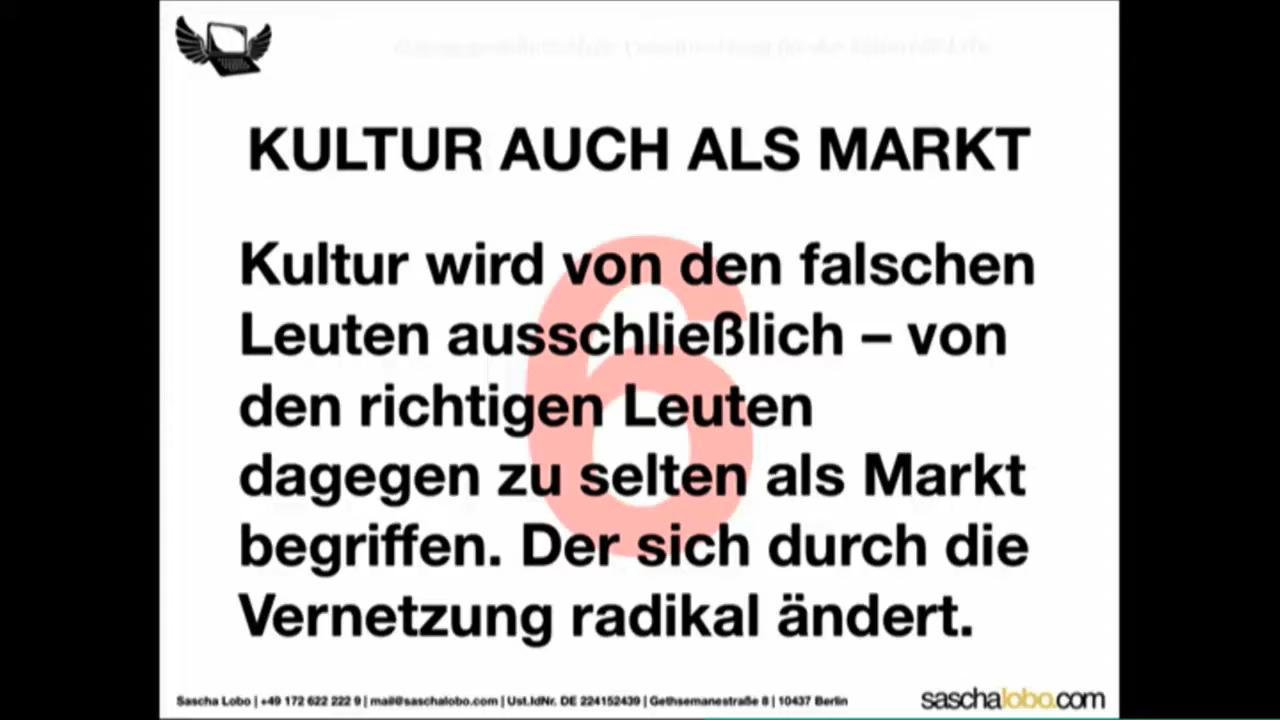 KULTUR AUCH ALS MARKT
6
Kultur wird von den falschen
Leuten ausschließlich – von
den richtigen Leuten
dagegen zu selten als Markt
begriffen. Der sich durch die
Vernetzung radikal ändert.
Sascha Lobo | +49 172 622 222 9 | mail@saschalobo.com | Ust.IdNr. DE 224152439 | Gethsemanestraße 8 | 10437 Berlin
saschalobo.com